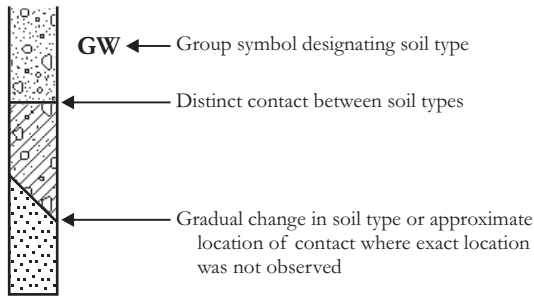 GW
Group symbol designating soil type
Distinct contact between soil types
Gradual change in soil type or approximate
location of contact where exact location
was not observed